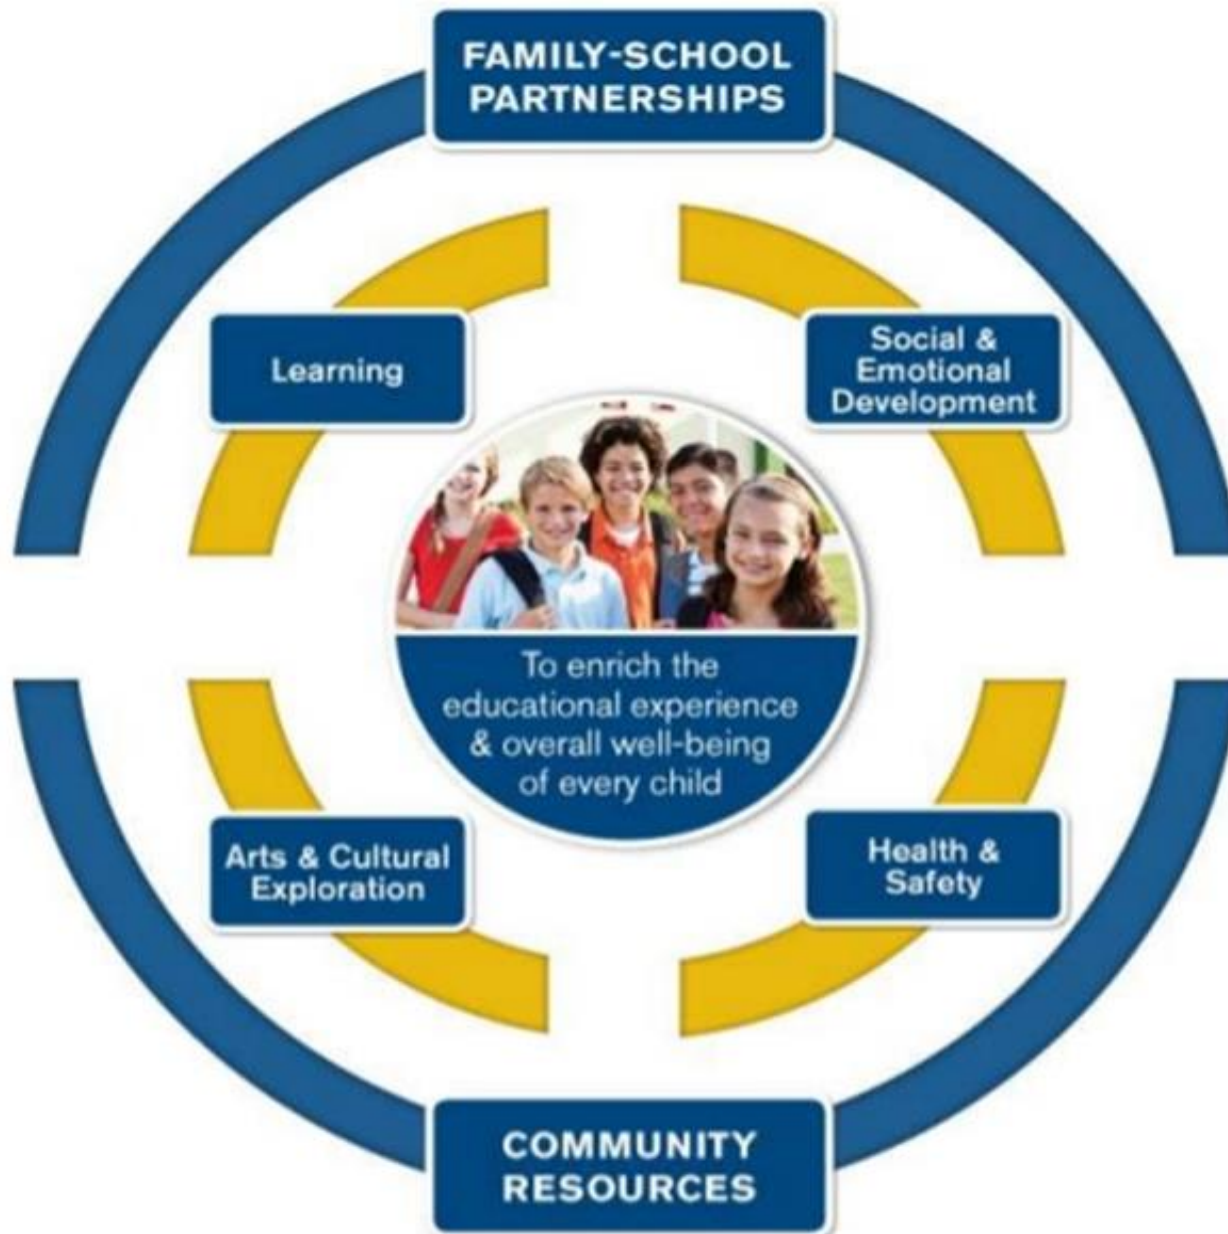 FAMILY-SCHOOL
PARTNERSHIPS
Learning
Social &
Emotional
Development
To enrich the
educational experience
& overall well-being
of every child
Arts & Cultural
Exploration
Health &
Safety
COMMUNITY
RESOURCES